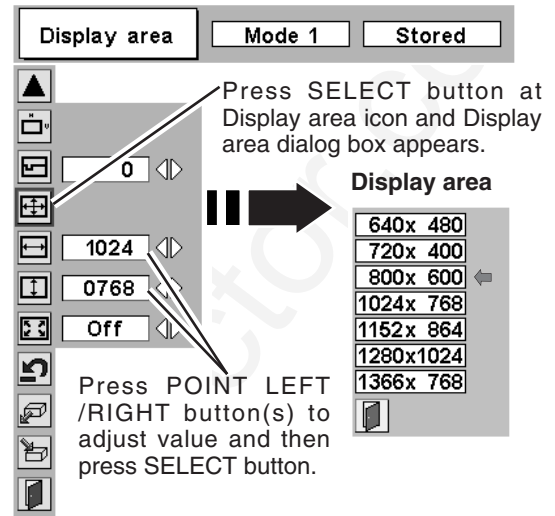 Display area
Mode 1
Stored
Press SELECT button at
Display area icon and Display
area dialog box appears.
H
V
0
Display area
640x 480
720x 400
800x 600
1024x 768
1152x 864
1280x1024
1366x 768
1024
0768
Off
Press POINT LEFT
/RIGHT button(s) to
adjust value and then
press SELECT button.